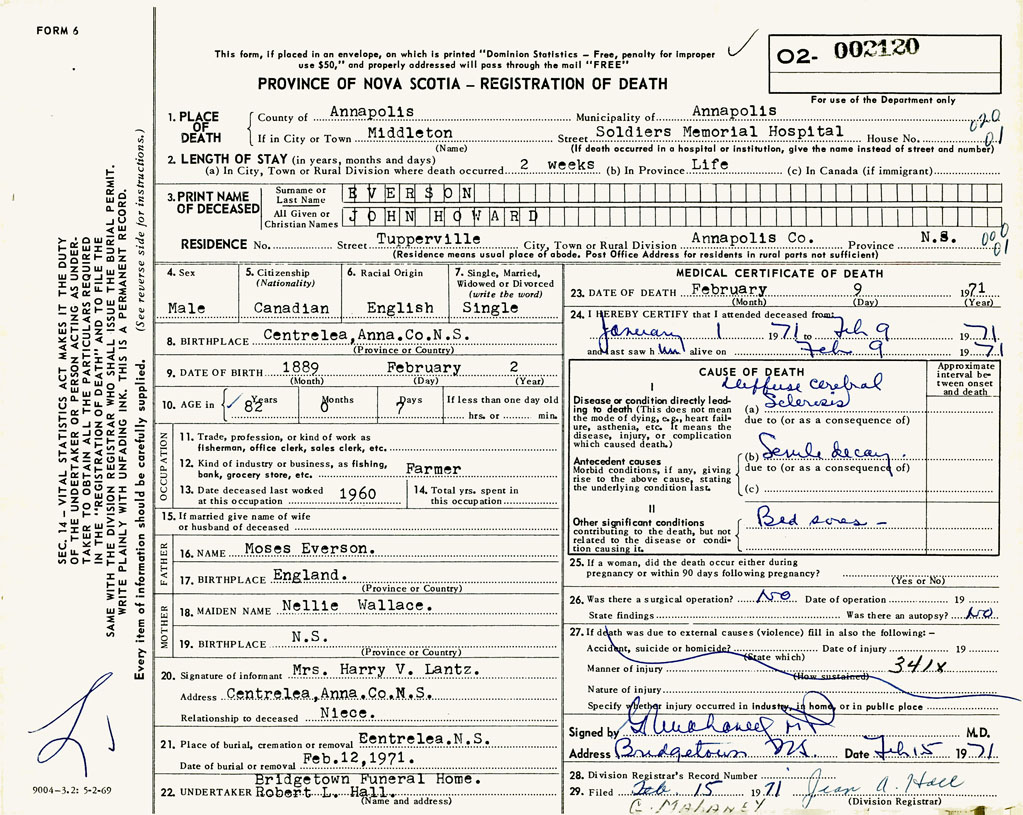 FORM 6
This form, if placed in an envelope, on which is printed "Dominion Statistics – Free, penalty for improper
use $50," and properly addressed will pass through the mail "FREE"
PROVINCE OF NOVA SCOTIA – REGISTRATION OF DEATH
O2- 002120
For use of the Department only
1. PLACE OF DEATH
County of Annapolis Municipality of Annapolis 020
If in City or Town Middleton Street Soldiers Memorial Hospital House No. 01
(Name) (If death occurred in a hospital or institution, give the name instead of street and number)
2. LENGTH OF STAY (in years, months and days)
(a) In City, Town or Rural Division where death occurred 2 weeks (b) In Province Life (c) In Canada (if immigrant)
3. PRINT NAME OF DECEASED
Surname or Last Name EVERSON
All Given or Christian Names JOHN HOWARD
RESIDENCE No. Street Tupperville City, Town or Rural Division Annapolis Co. Province N.S. 000 01
(Residence means usual place of abode. Post Office Address for residents in rural parts not sufficient)
4. Sex
Male
5. Citizenship
(Nationality)
Canadian
6. Racial Origin
English
7. Single, Married,
Widowed or Divorced
(write the word)
Single
8. BIRTHPLACE Centrelea,Anna.Co.N.S.
(Province or Country)
9. DATE OF BIRTH 1889 February 2
(Month) (Day) (Year)
10. AGE in 82 Years 0 Months 7 Days If less than one day old
hrs. or min.
OCCUPATION
11. Trade, profession, or kind of work as
fisherman, office clerk, sales clerk, etc.
12. Kind of industry or business, as fishing,
bank, grocery store, etc. Farmer
13. Date deceased last worked
at this occupation 1960
14. Total yrs. spent in
this occupation
15. If married give name of wife
or husband of deceased
FATHER
16. NAME Moses Everson.
17. BIRTHPLACE England.
(Province or Country)
MOTHER
18. MAIDEN NAME Nellie Wallace.
19. BIRTHPLACE N.S.
(Province or Country)
20. Signature of informant Mrs. Harry V. Lantz.
Address Centrelea,Anna.Co.N.S.
Relationship to deceased Niece.
21. Place of burial, cremation or removal Eentrelea.N.S.
Date of burial or removal Feb.12,1971.
Bridgetown Funeral Home.
22. UNDERTAKER Robert L. Hall.
(Name and address)
MEDICAL CERTIFICATE OF DEATH
23. DATE OF DEATH February 9 1971
(Month) (Day) (Year)
24. I HEREBY CERTIFY that I attended deceased from:
January 1 1971 to Feb 9 1971
and last saw him alive on Feb. 9 1971
CAUSE OF DEATH
Approximate interval between onset and death
I
Disease or condition directly leading to death (This does not mean the mode of dying, e.g., heart failure, asthenia, etc. It means the disease, injury, or complication which caused death.)
Diffuse cerebral
(a) Sclerosis
due to (or as a consequence of)
Antecedent causes
Morbid conditions, if any, giving rise to the above cause, stating the underlying condition last.
(b) Senile decay.
due to (or as a consequence of)
(c)
II
Other significant conditions contributing to the death, but not related to the disease or condition causing it.
Bed sores –
25. If a woman, did the death occur either during
pregnancy or within 90 days following pregnancy?
(Yes or No)
26. Was there a surgical operation? NO Date of operation 19
State findings Was there an autopsy? NO
27. If death was due to external causes (violence) fill in also the following: –
Accident, suicide or homicide? Date of injury 19
(State which)
Manner of injury 341X
(How sustained)
Nature of injury
Specify whether injury occurred in industry, in home, or in public place
Signed by MD M.D.
Address Bridgetown NS. Date Feb 15 1971
28. Division Registrar's Record Number
29. Filed Feb. 15 1971 Jean A. Hall
(Division Registrar)
G. MAHANEY
SEC. 14 – VITAL STATISTICS ACT MAKES IT THE DUTY
OF THE UNDERTAKER OR PERSON ACTING AS UNDERTAKER
TO OBTAIN ALL THE PARTICULARS REQUIRED
IN THE "REGISTRATION OF DEATH" AND TO FILE THE
SAME WITH THE DIVISION REGISTRAR WHO SHALL ISSUE THE BURIAL PERMIT.
WRITE PLAINLY WITH UNFADING INK. THIS IS A PERMANENT RECORD.
Every item of information should be carefully supplied. (See reverse side for instructions.)
9004-3.2: 5-2-69